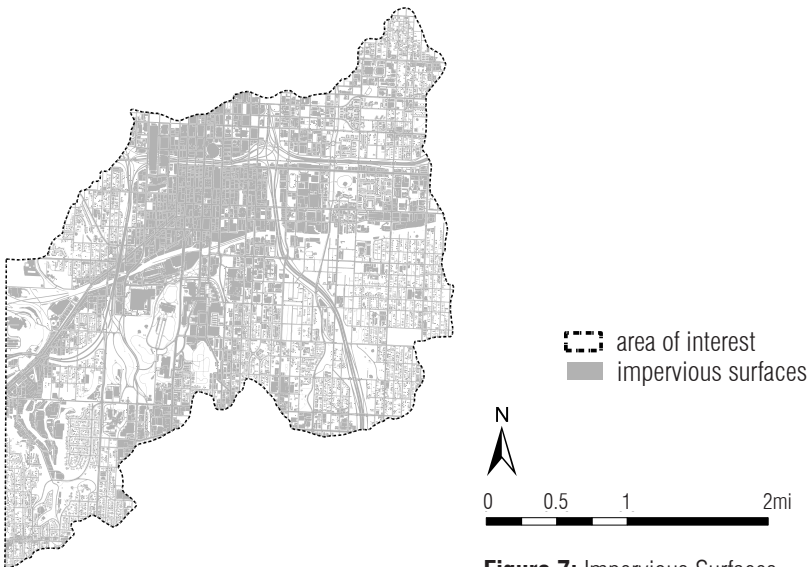 area of interest
impervious surfaces
N
0 0.5 1 2mi
Figure 7: Impervious Surfaces